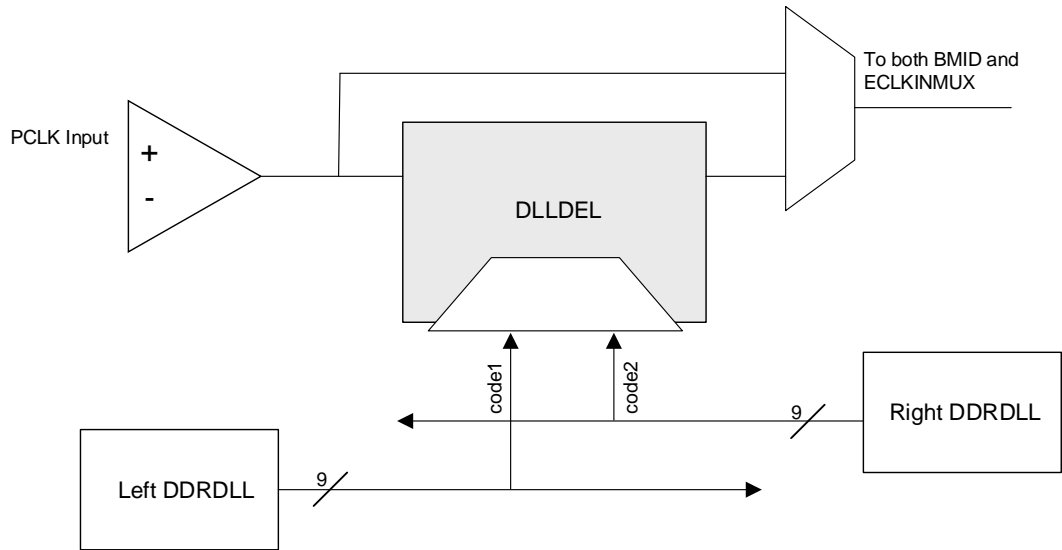 To both BMID and
ECLKINMUX
PCLK Input
+
-
DLLDEL
code1
code2
9
Right DDRDLL
9
Left DDRDLL